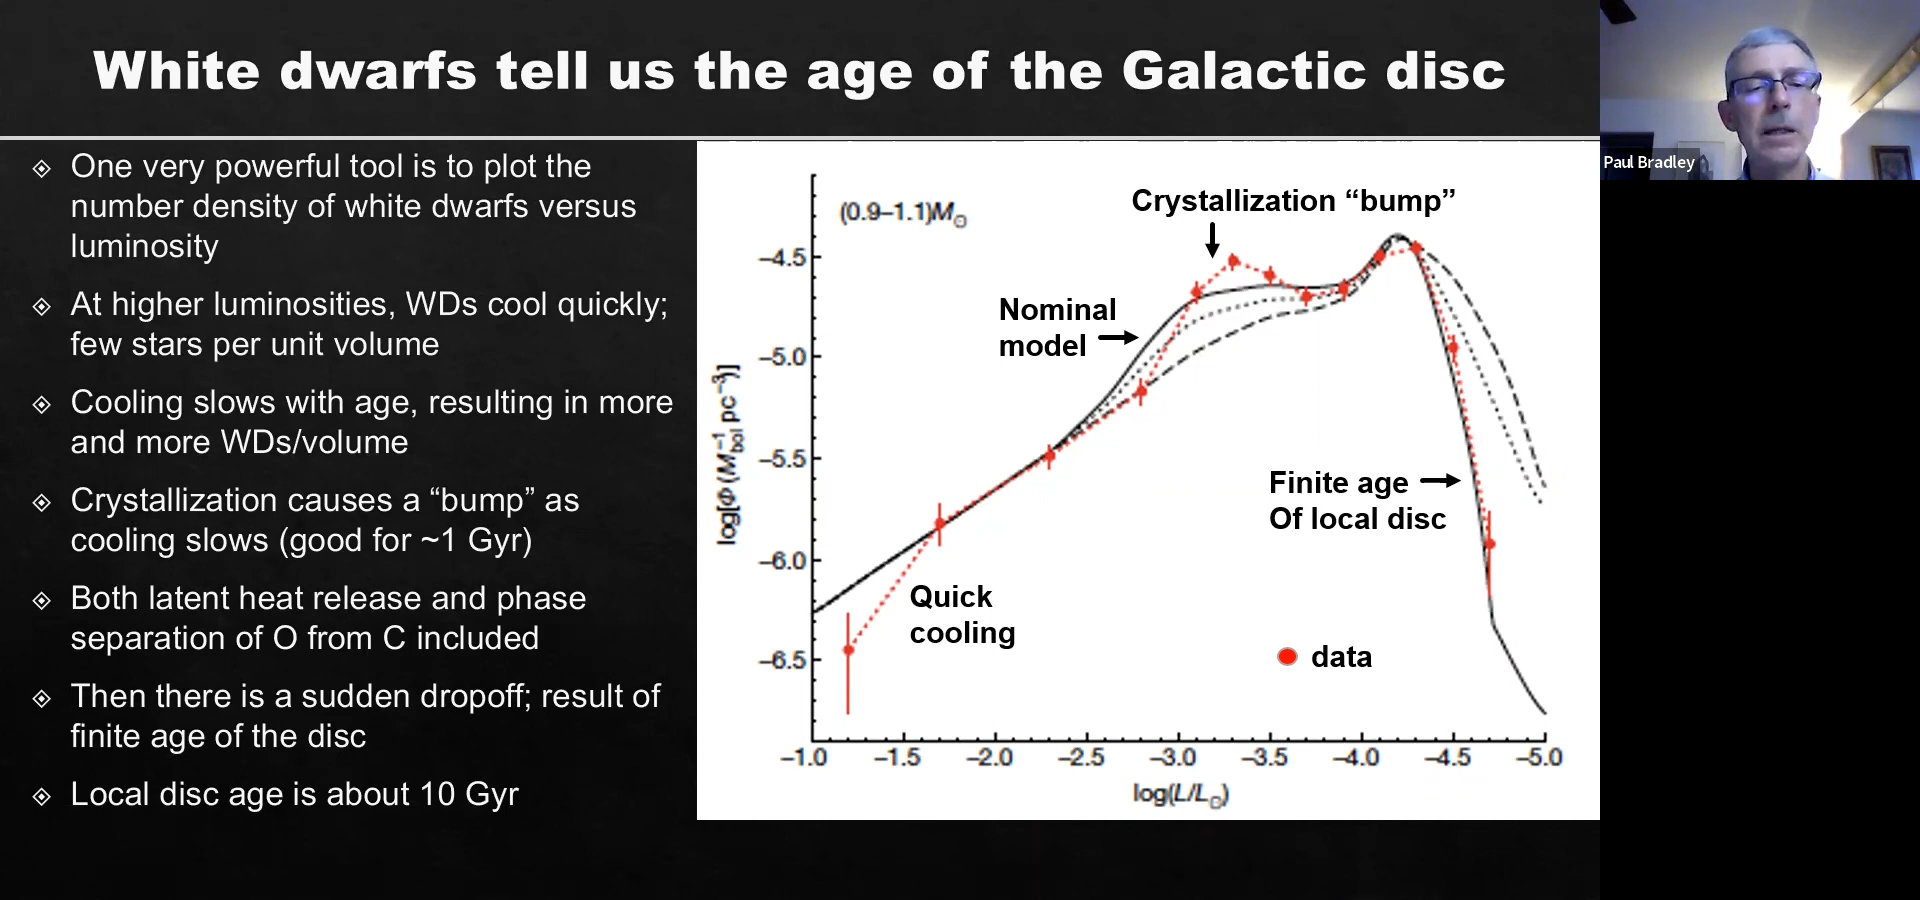 White dwarfs tell us the age of the Galactic disc
One very powerful tool is to plot the
number density of white dwarfs versus
luminosity
At higher luminosities, WDs cool quickly;
few stars per unit volume
Cooling slows with age, resulting in more
and more WDs/volume
Crystallization causes a “bump” as
cooling slows (good for ~1 Gyr)
Both latent heat release and phase
separation of O from C included
Then there is a sudden dropoff; result of
finite age of the disc
Local disc age is about 10 Gyr
(0.9–1.1)M⊙
Crystallization “bump”
Nominal
model
Finite age
Of local disc
Quick
cooling
data
log[Φ(M⁻¹bol pc⁻³)]
–4.5
–5.0
–5.5
–6.0
–6.5
–1.0 –1.5 –2.0 –2.5 –3.0 –3.5 –4.0 –4.5 –5.0
log(L/L⊙)
Paul Bradley